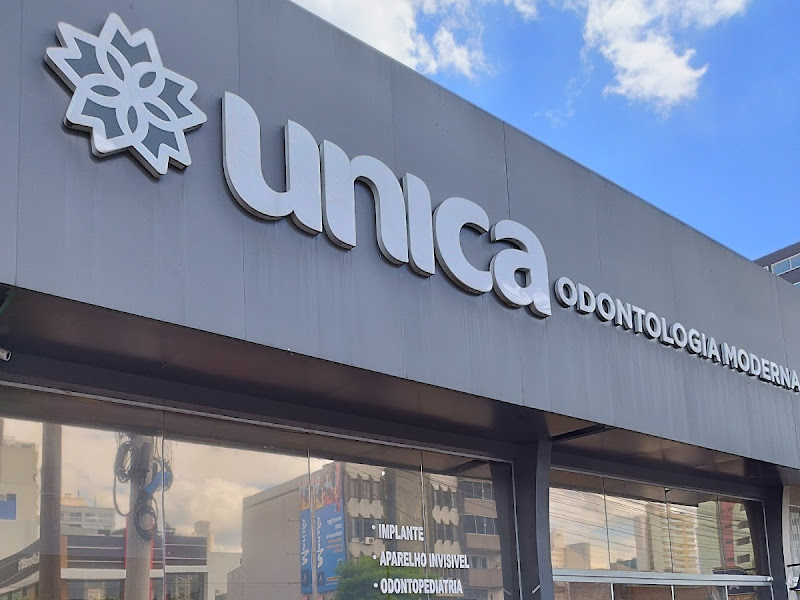 unica
ODONTOLOGIA MODERNA
• IMPLANTE
• APARELHO INVISIVEL
• ODONTOPEDIATRIA